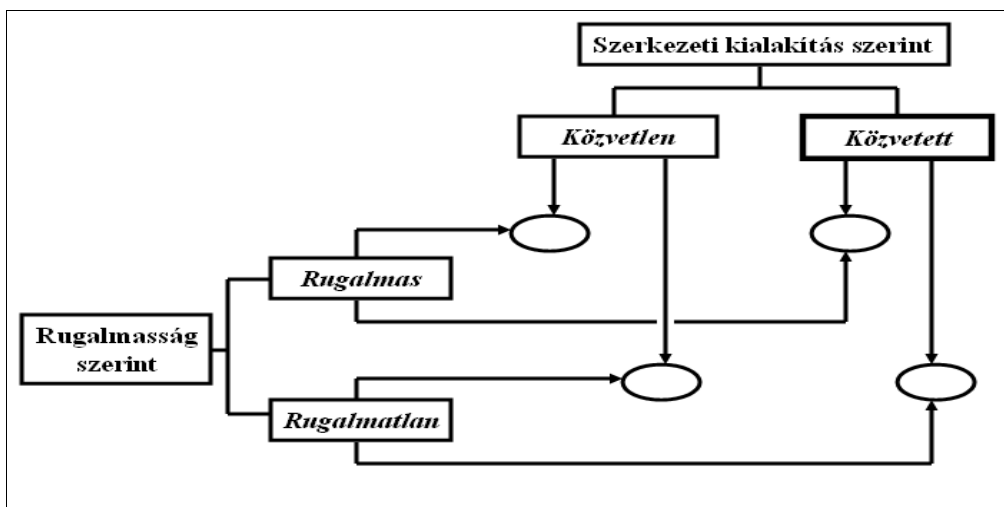 Szerkezeti kialakítás szerint
Közvetlen
Közvetett
Rugalmas
Rugalmasság
szerint
Rugalmatlan